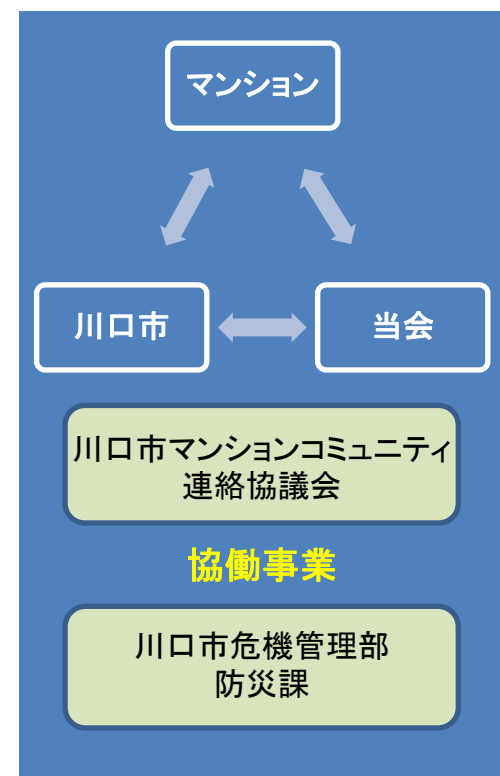 マンション
川口市
当会
川口市マンションコミュニティ
連絡協議会
協働事業
川口市危機管理部
防災課